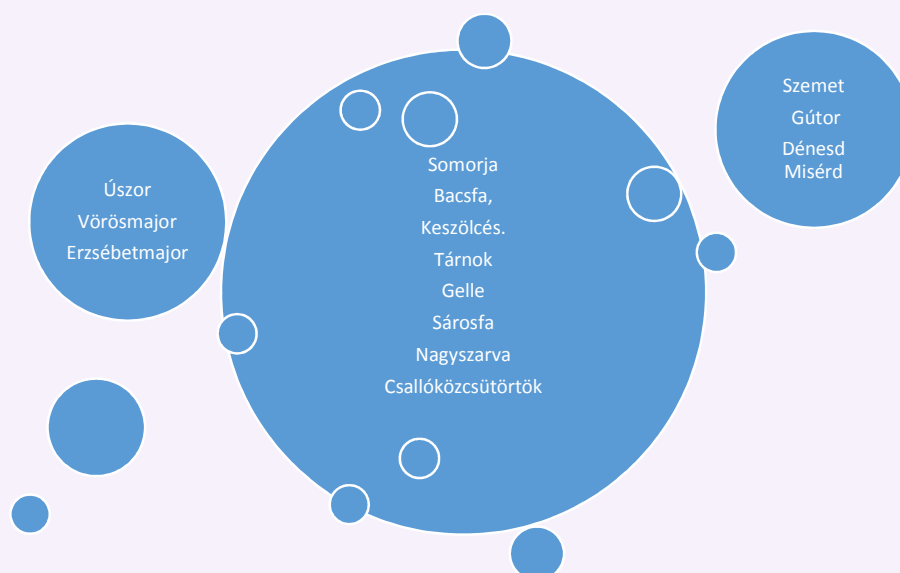 Úszor
Vörösmajor
Erzsébetmajor
Somorja
Bacsfa,
Keszölcés.
Tárnok
Gelle
Sárosfa
Nagyszarva
Csallóközcsütörtök
Szemet
Gútor
Dénesd
Misérd